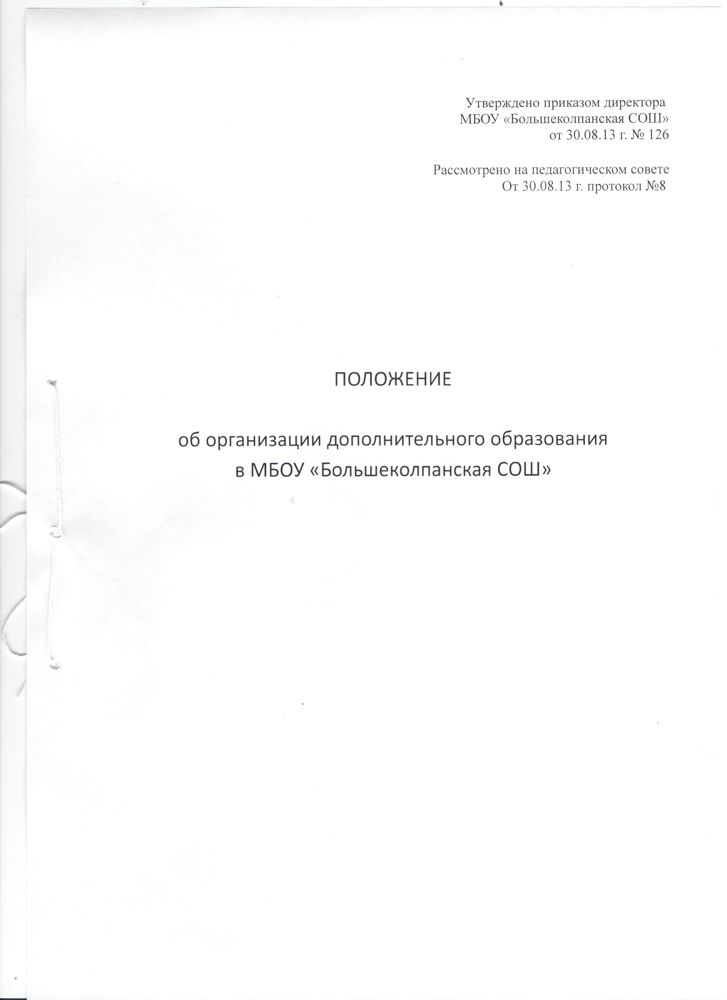 Утверждено приказом директора
МБОУ «Большеколпанская СОШ»
от 30.08.13 г. № 126
Рассмотрено на педагогическом совете
От 30.08.13 г. протокол №8
ПОЛОЖЕНИЕ
об организации дополнительного образования
в МБОУ «Большеколпанская СОШ»